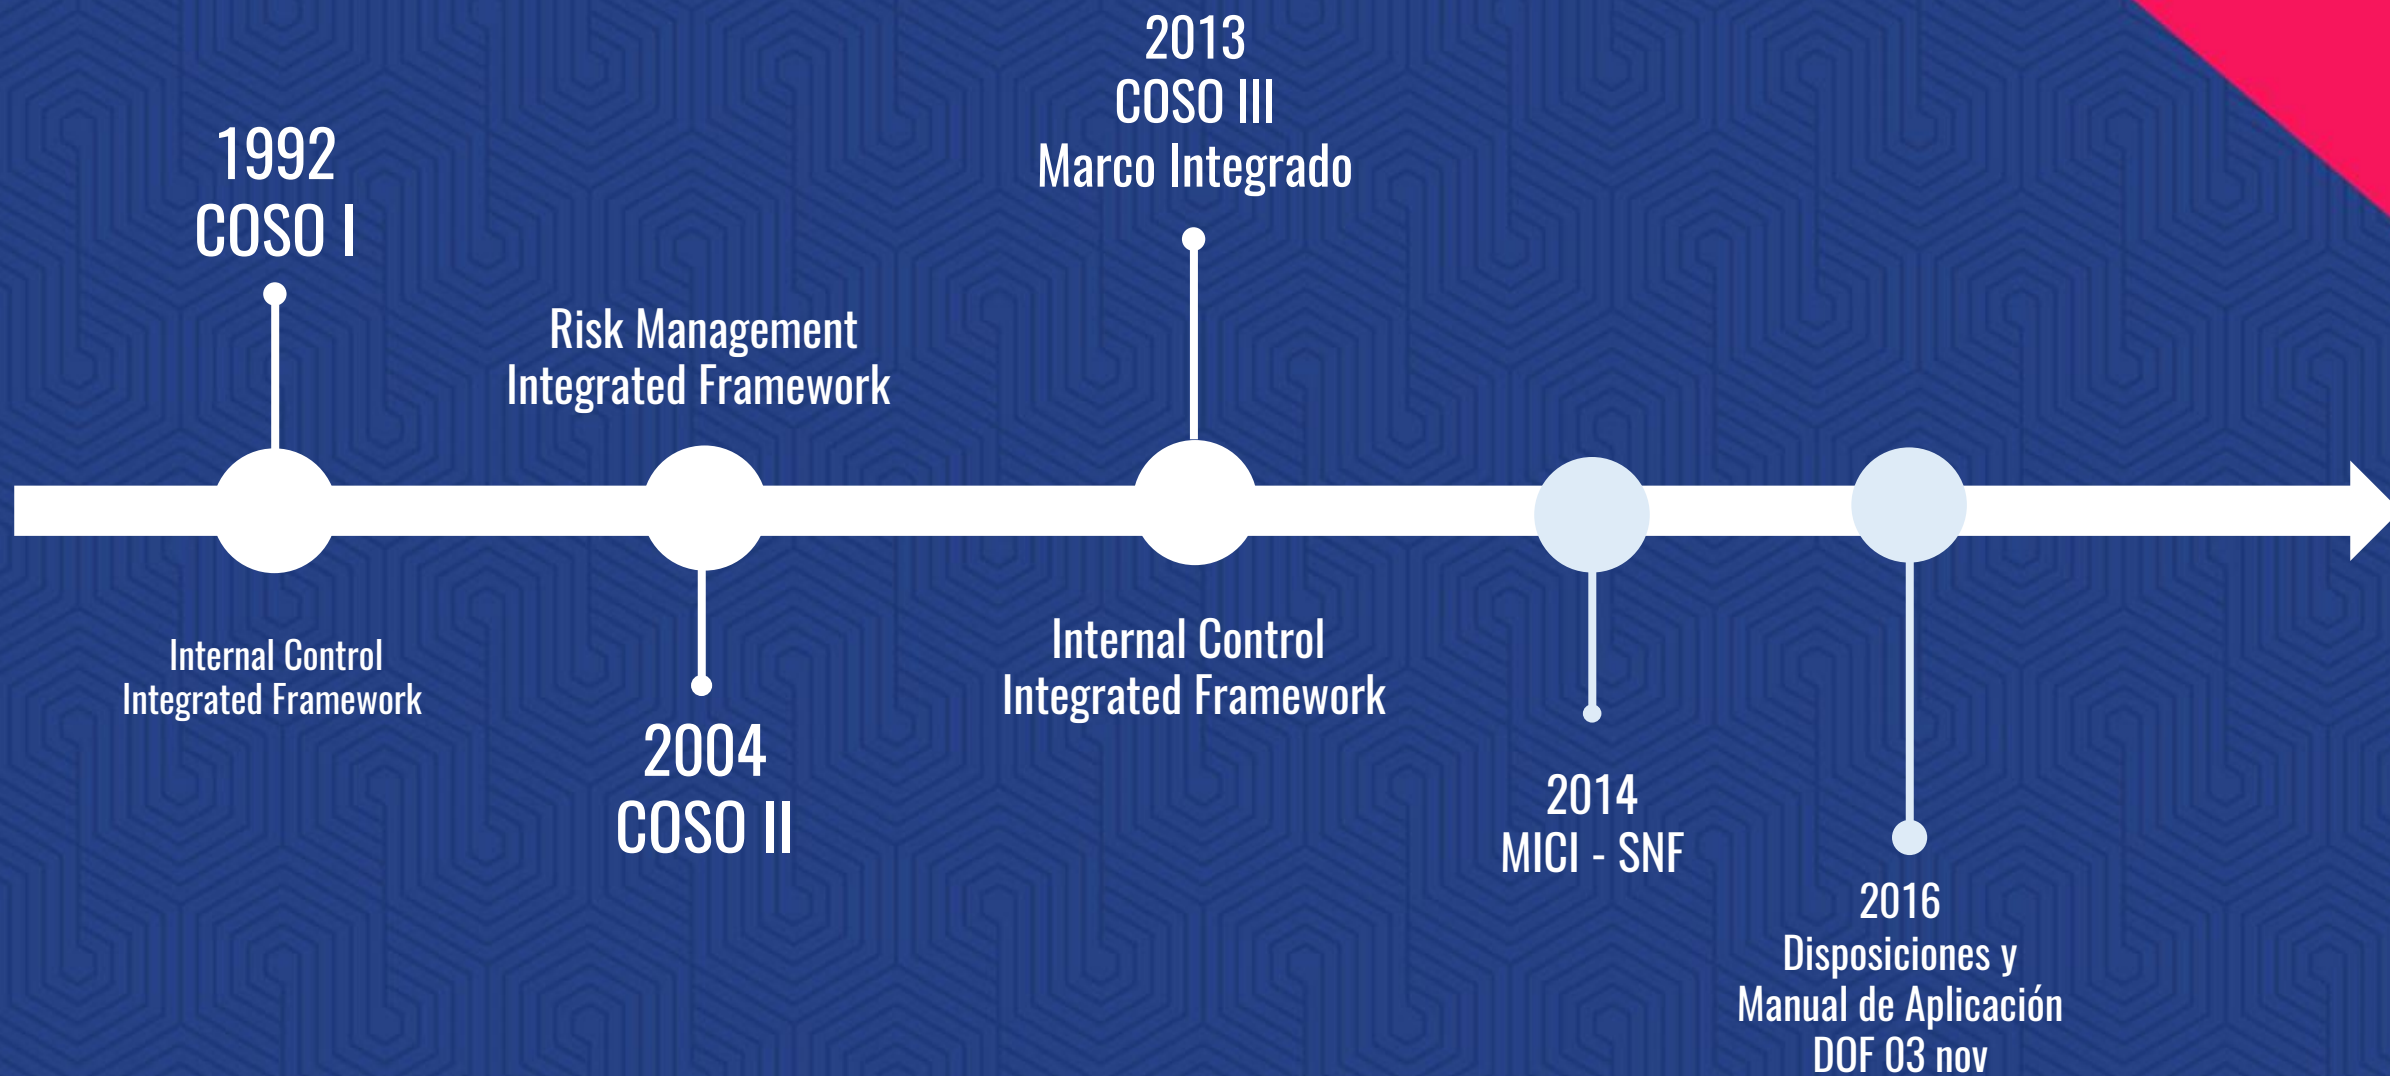 1992
COSO I
Internal Control
Integrated Framework
Risk Management
Integrated Framework
2004
COSO II
2013
COSO III
Marco Integrado
Internal Control
Integrated Framework
2014
MICI - SNF
2016
Disposiciones y
Manual de Aplicación
DOF 03 nov